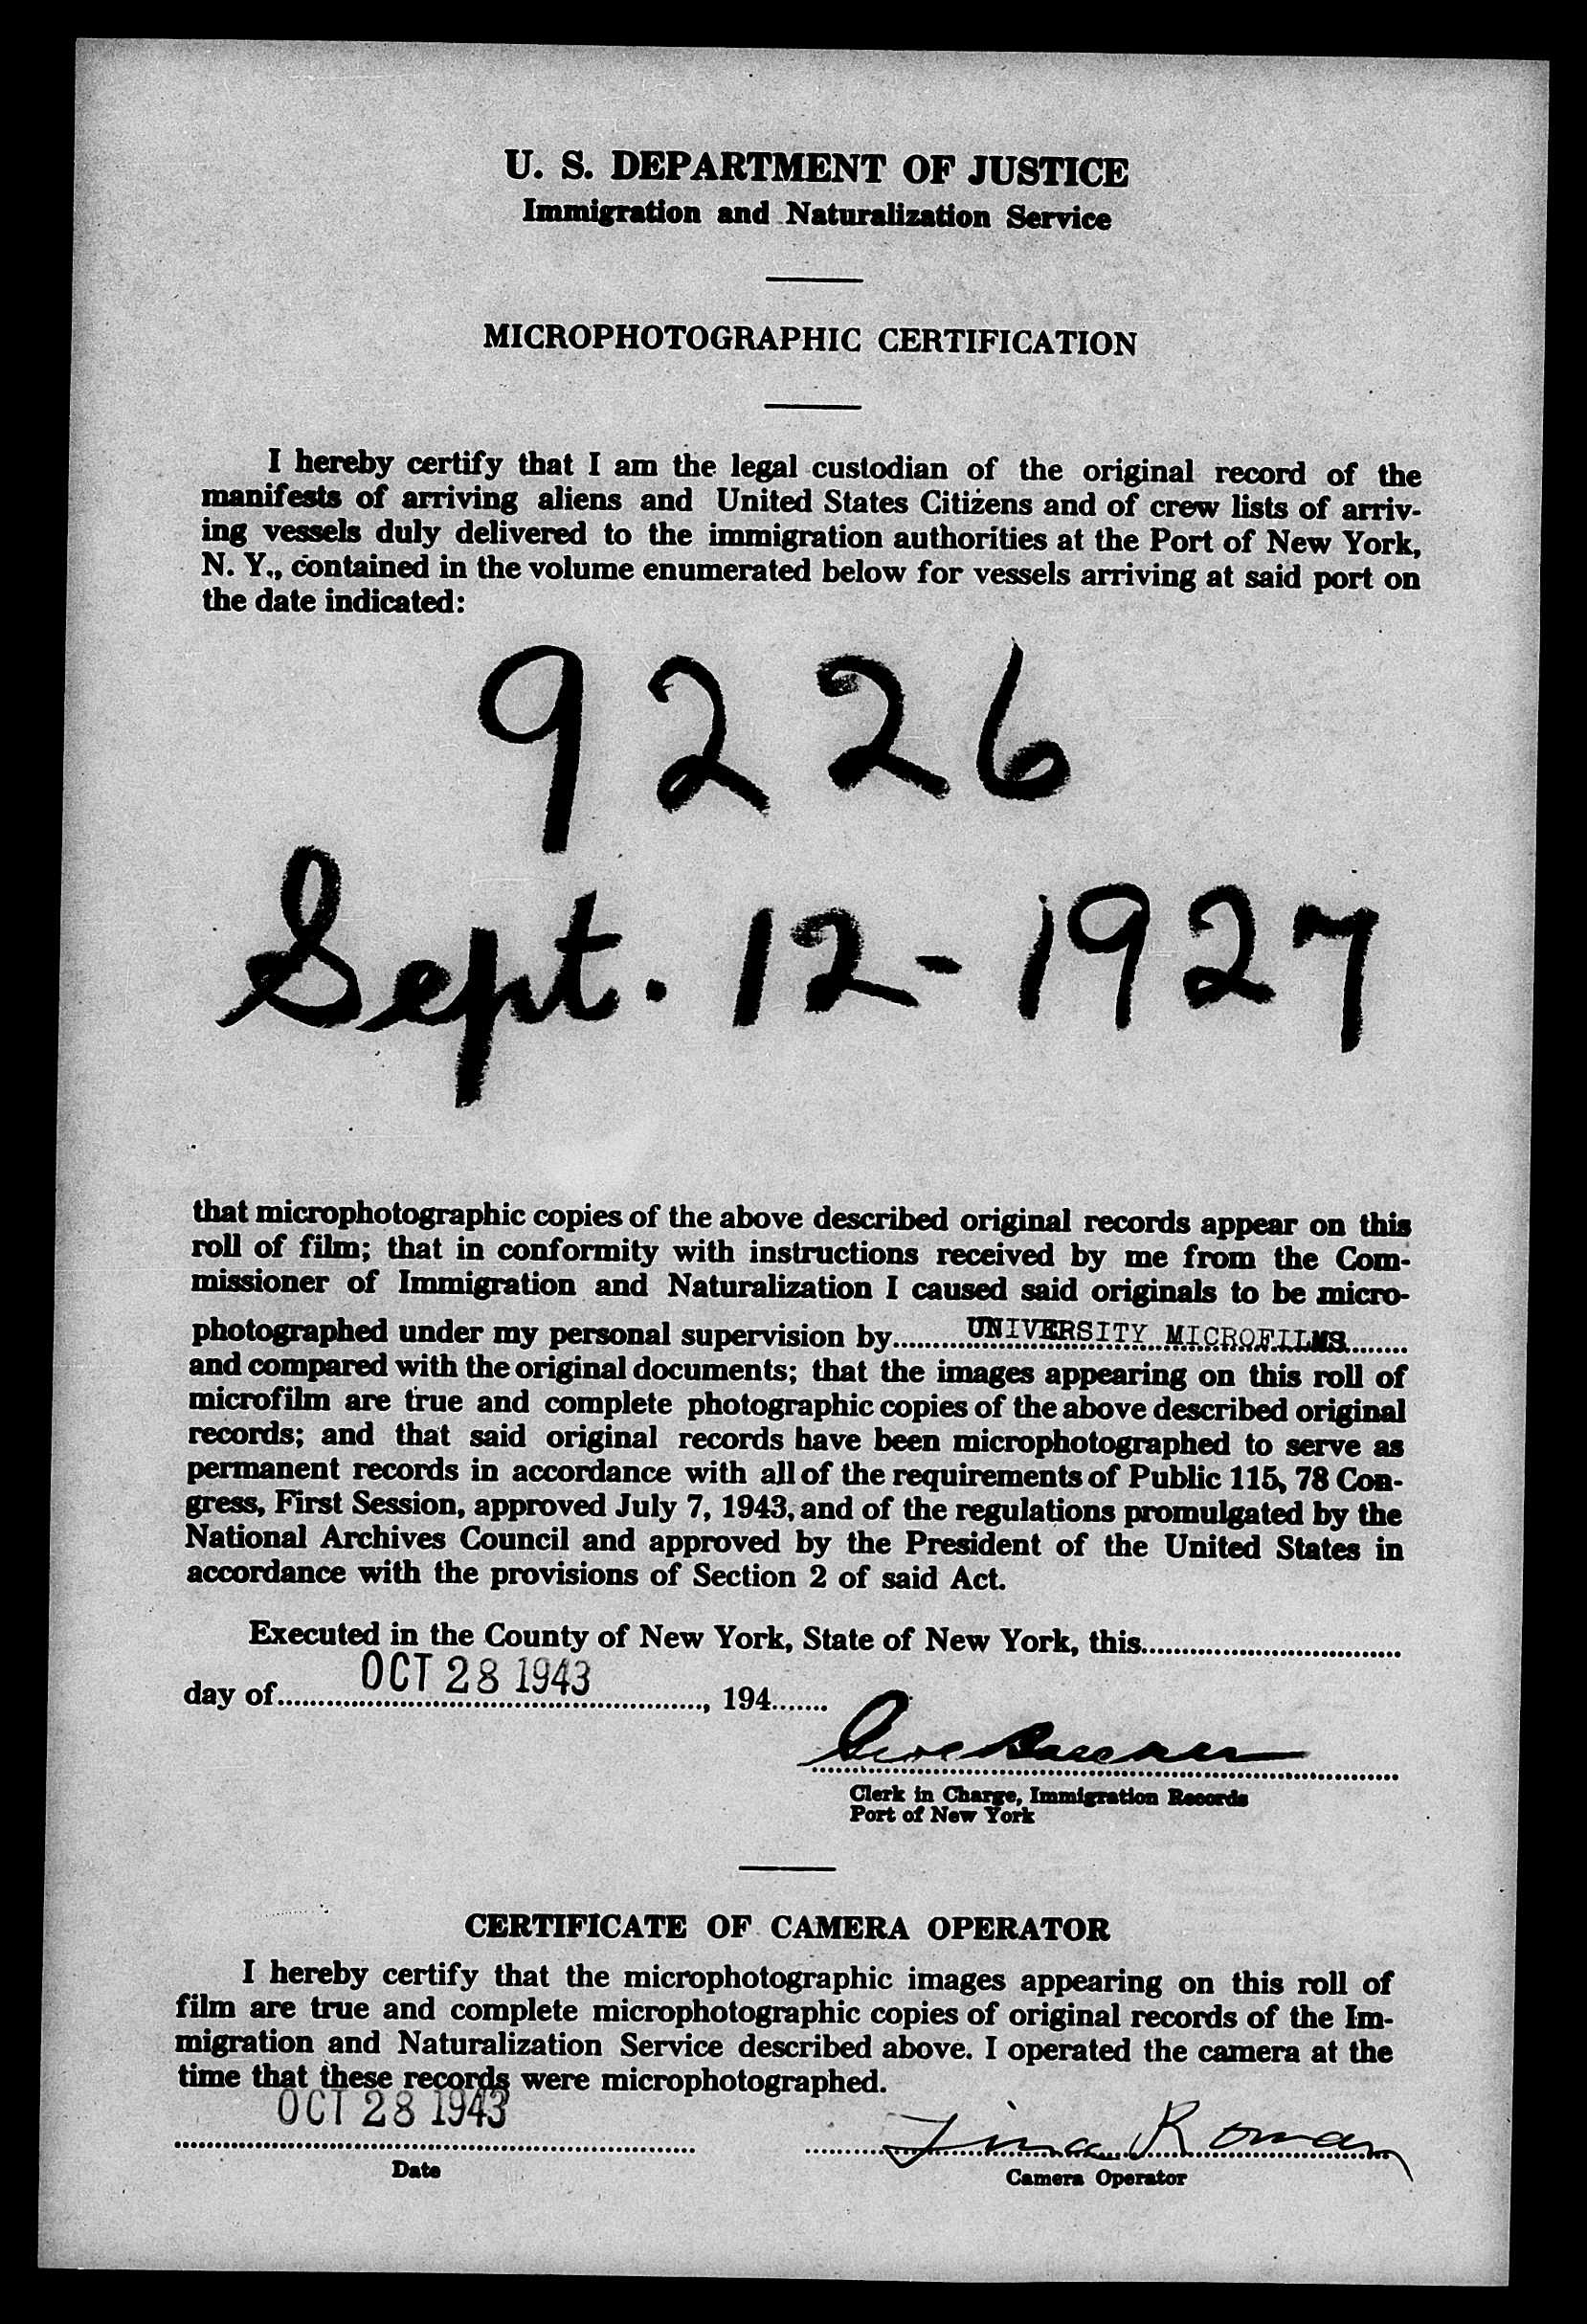 U. S. DEPARTMENT OF JUSTICE
Immigration and Naturalization Service
MICROPHOTOGRAPHIC CERTIFICATION
I hereby certify that I am the legal custodian of the original record of the
manifests of arriving aliens and United States Citizens and of crew lists of arriv-
ing vessels duly delivered to the immigration authorities at the Port of New York,
N. Y., contained in the volume enumerated below for vessels arriving at said port on
the date indicated:
9226
Sept. 12-1927
that microphotographic copies of the above described original records appear on this
roll of film; that in conformity with instructions received by me from the Com-
missioner of Immigration and Naturalization I caused said originals to be micro-
photographed under my personal supervision by UNIVERSITY MICROFILMS
and compared with the original documents; that the images appearing on this roll of
microfilm are true and complete photographic copies of the above described original
records; and that said original records have been microphotographed to serve as
permanent records in accordance with all of the requirements of Public 115, 78 Con-
gress, First Session, approved July 7, 1943, and of the regulations promulgated by the
National Archives Council and approved by the President of the United States in
accordance with the provisions of Section 2 of said Act.
Executed in the County of New York, State of New York, this
day of OCT 28 1943, 194
Clerk in Charge, Immigration Records
Port of New York
CERTIFICATE OF CAMERA OPERATOR
I hereby certify that the microphotographic images appearing on this roll of
film are true and complete microphotographic copies of original records of the Im-
migration and Naturalization Service described above. I operated the camera at the
time that these records were microphotographed.
OCT 28 1943
Roman
Date
Camera Operator